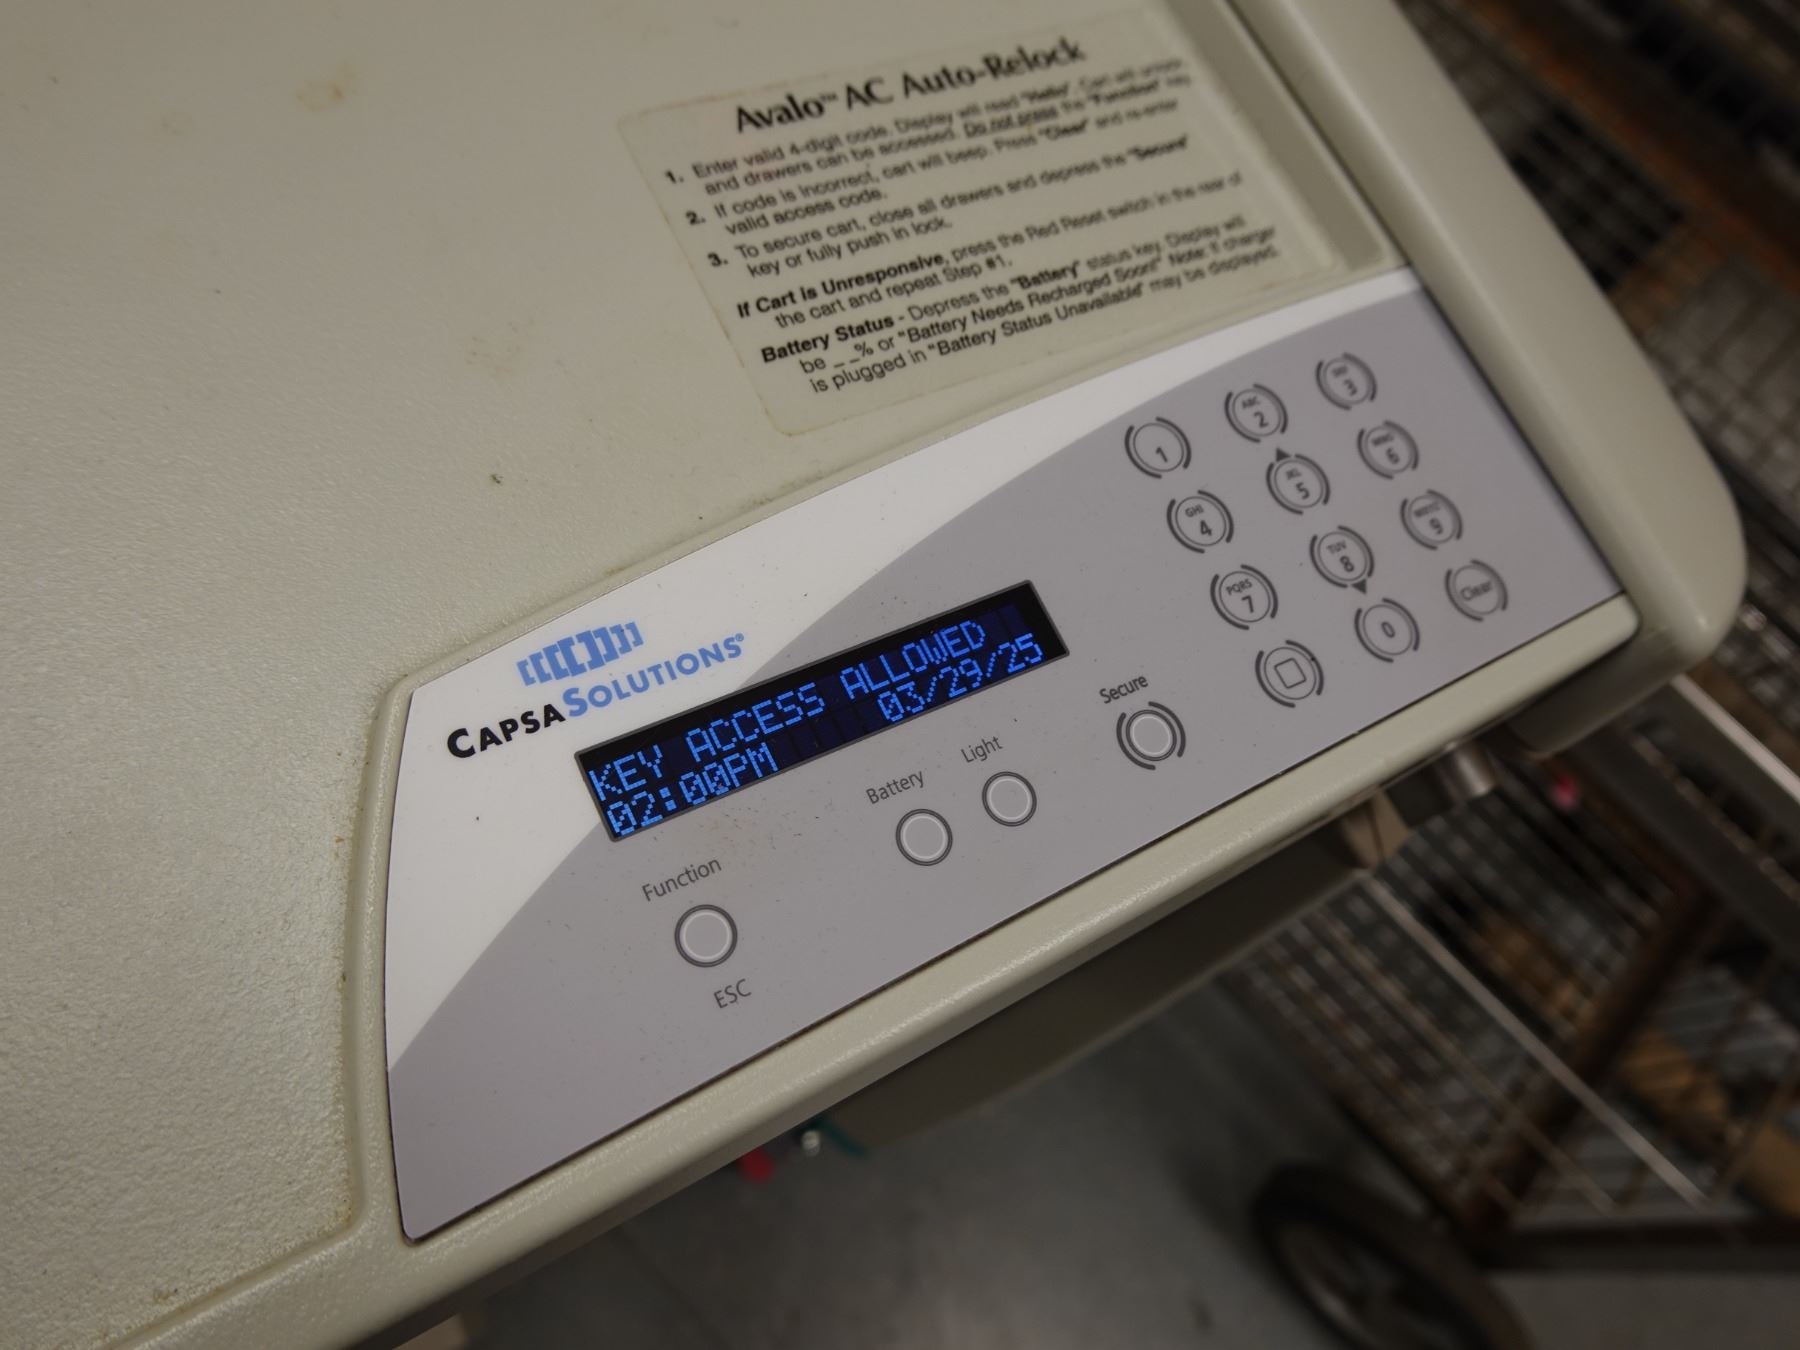 Avalo™ AC Auto-Relock
1. Enter valid 4-digit code. Display will read "Hello". Cart will unlock
and drawers can be accessed. Do not press the "Function" key
2. If code is incorrect, cart will beep. Press "Clear" and re-enter
valid access code.
3. To secure cart, close all drawers and depress the "Secure"
key or fully push in lock.
If Cart is Unresponsive, press the Red Reset switch in the rear of
the cart and repeat Step #1.
Battery Status - Depress the "Battery" status key. Display will
be _ _% or "Battery Needs Recharged Soon!" Note: If charger
is plugged in "Battery Status Unavailable" may be displayed.
CAPSASOLUTIONS®
KEY ACCESS ALLOWED
02:00PM 03/29/25
Function
ESC
Battery
Light
Secure
1
ABC
2
3
GHI
4
JKL
5
MNO
6
PQRS
7
TUV
8
WXYZ
9
0
Clear